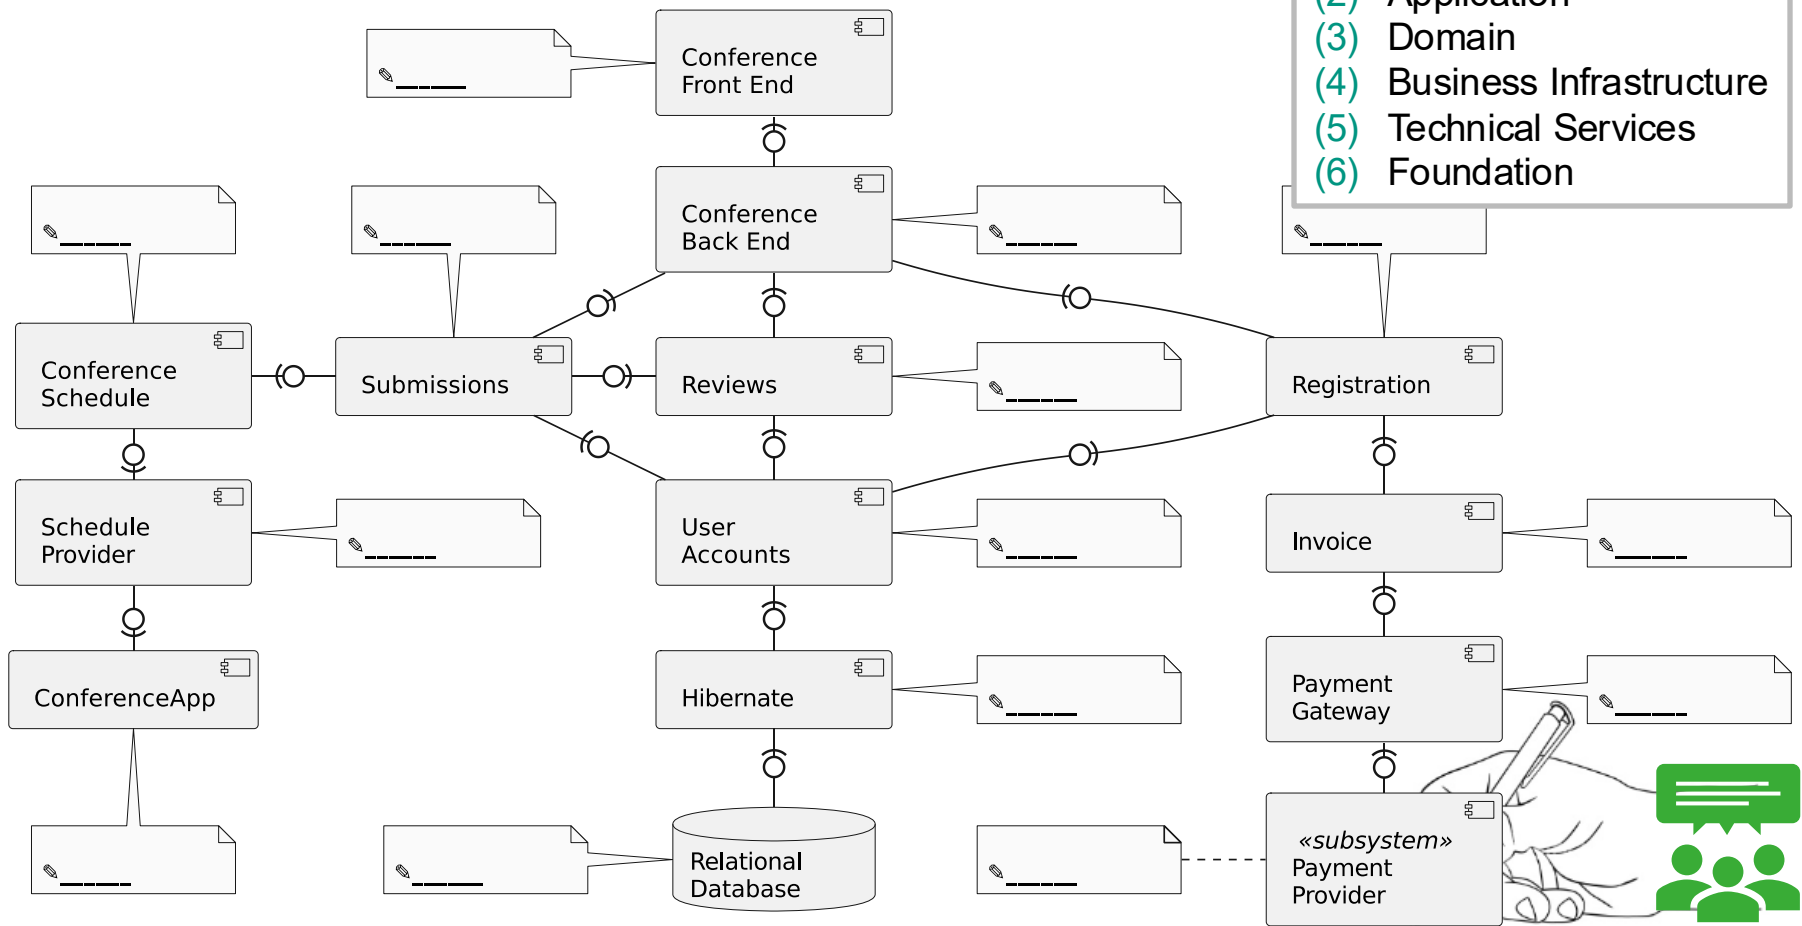 (2) Application
(3) Domain
(4) Business Infrastructure
(5) Technical Services
(6) Foundation
Conference
Front End
Conference
Back End
Conference
Schedule
Submissions
Reviews
Registration
Schedule
Provider
User
Accounts
Invoice
ConferenceApp
Hibernate
Payment
Gateway
Relational
Database
«subsystem»
Payment
Provider